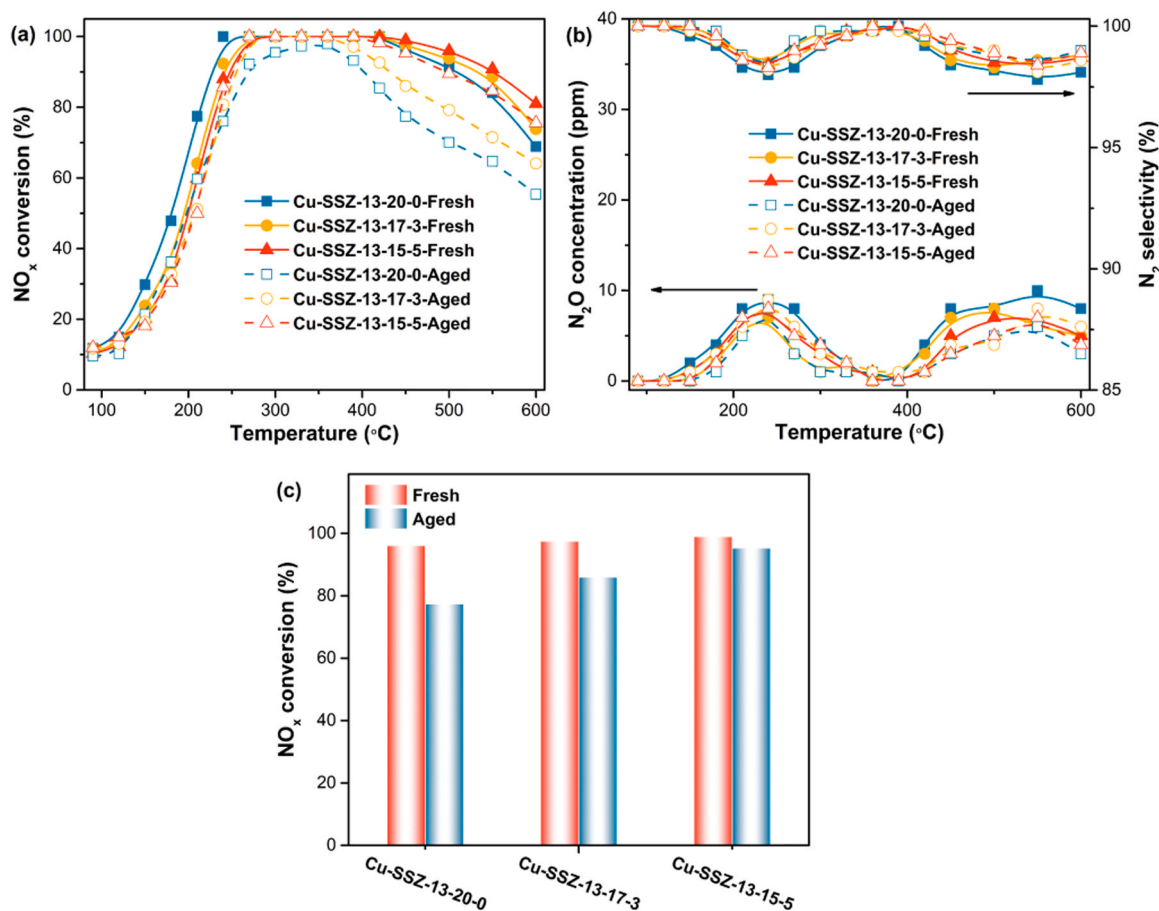 (a)
100
80
60
40
20
0
NOx conversion (%)
Cu-SSZ-13-20-0-Fresh
Cu-SSZ-13-17-3-Fresh
Cu-SSZ-13-15-5-Fresh
Cu-SSZ-13-20-0-Aged
Cu-SSZ-13-17-3-Aged
Cu-SSZ-13-15-5-Aged
100 200 300 400 500 600
Temperature (°C)
(b)
40
35
30
25
20
15
10
5
0
N2O concentration (ppm)
Cu-SSZ-13-20-0-Fresh
Cu-SSZ-13-17-3-Fresh
Cu-SSZ-13-15-5-Fresh
Cu-SSZ-13-20-0-Aged
Cu-SSZ-13-17-3-Aged
Cu-SSZ-13-15-5-Aged
100
95
90
85
N2 selectivity (%)
200 400 600
Temperature (°C)
(c)
Fresh
Aged
100
80
60
40
20
0
NOx conversion (%)
Cu-SSZ-13-20-0
Cu-SSZ-13-17-3
Cu-SSZ-13-15-5